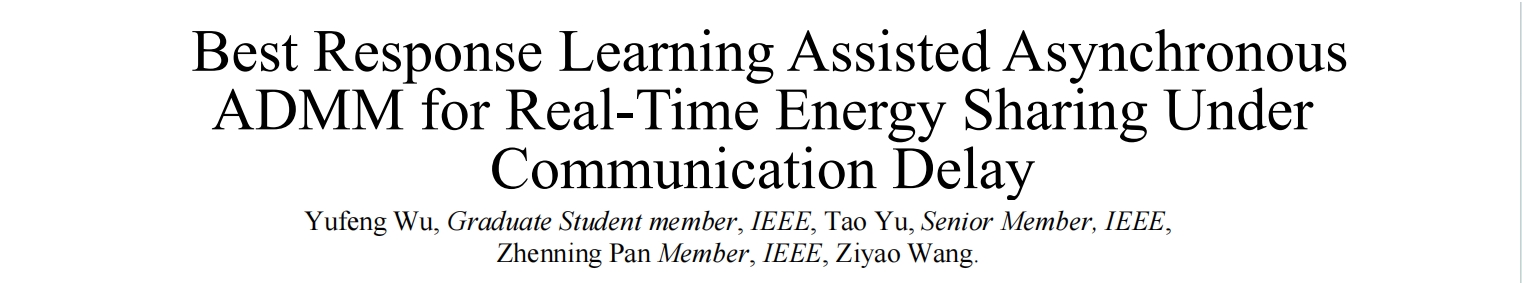 Best Response Learning Assisted Asynchronous
ADMM for Real-Time Energy Sharing Under
Communication Delay
Yufeng Wu, Graduate Student member, IEEE, Tao Yu, Senior Member, IEEE,
Zhenning Pan Member, IEEE, Ziyao Wang.